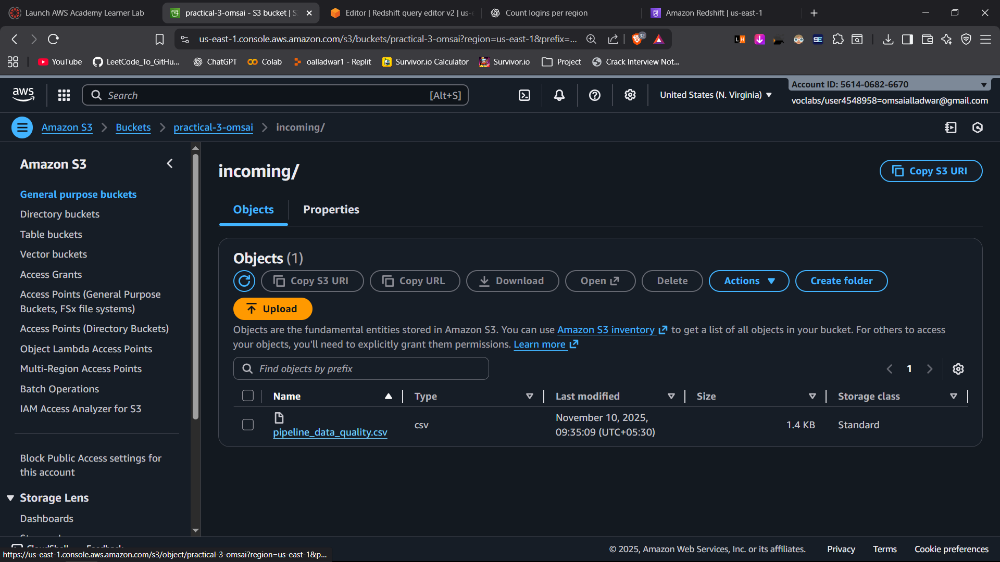 Launch AWS Academy Learner Lab
practical-3-omsai - S3 bucket | S
Editor | Redshift query editor v2 | us-e
Count logins per region
Amazon Redshift | us-east-1
us-east-1.console.aws.amazon.com/s3/buckets/practical-3-omsai?region=us-east-1&prefix=...
32
YouTube
LeetCode_To_GitHu...
ChatGPT
Colab
oalladwar1 - Replit
Survivor.io Calculator
Survivor.io
Project
Crack Interview Not...
aws
Search
[Alt+S]
United States (N. Virginia)
Account ID: 5614-0682-6670
voclabs/user4548958=omsaialladwar@gmail.com
Amazon S3
Buckets
practical-3-omsai
incoming/
Amazon S3
General purpose buckets
Directory buckets
Table buckets
Vector buckets
Access Grants
Access Points (General Purpose
Buckets, FSx file systems)
Access Points (Directory Buckets)
Object Lambda Access Points
Multi-Region Access Points
Batch Operations
IAM Access Analyzer for S3
Block Public Access settings for
this account
Storage Lens
Dashboards
incoming/
Copy S3 URI
Objects
Properties
Objects (1)
Copy S3 URI
Copy URL
Download
Open
Delete
Actions
Create folder
Upload
Objects are the fundamental entities stored in Amazon S3. You can use Amazon S3 inventory to get a list of all objects in your bucket. For others to access
your objects, you'll need to explicitly grant them permissions. Learn more
Find objects by prefix
1
Name
Type
Last modified
Size
Storage class
pipeline_data_quality.csv
csv
November 10, 2025,
09:35:09 (UTC+05:30)
1.4 KB
Standard
CloudShell
Feedback
https://us-east-1.console.aws.amazon.com/s3/object/practical-3-omsai?region=us-east-1&p...
© 2025, Amazon Web Services, Inc. or its affiliates.
Privacy
Terms
Cookie preferences